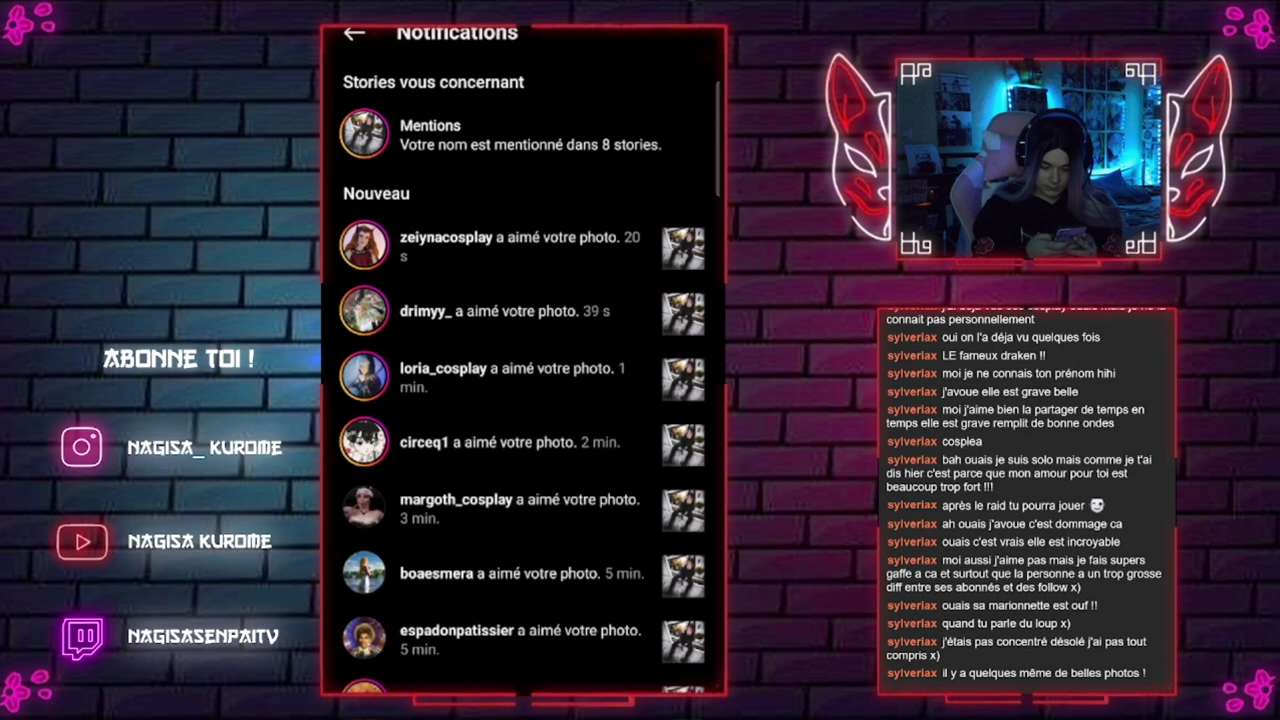 Notifications
Stories vous concernant
Mentions
Votre nom est mentionné dans 8 stories.
Nouveau
zeiynacosplay a aimé votre photo. 20
s
drimyy_ a aimé votre photo. 39 s
loria_cosplay a aimé votre photo. 1
min.
circeq1 a aimé votre photo. 2 min.
margoth_cosplay a aimé votre photo.
3 min.
boaesmera a aimé votre photo. 5 min.
espadonpatissier a aimé votre photo.
5 min.
ABONNE TOI !
NAGISA_ KUROME
NAGISA KUROME
NAGISASENPAITV
connait pas personnellement
sylveriax oui on l'a déja vu quelques fois
sylveriax LE fameux draken !!
sylveriax moi je ne connais ton prénom hihi
sylveriax j'avoue elle est grave belle
sylveriax moi j'aime bien la partager de temps en
temps elle est grave remplit de bonne ondes
sylveriax cosplea
sylveriax bah ouais je suis solo mais comme je t'ai
dis hier c'est parce que mon amour pour toi est
beaucoup trop fort !!!
sylveriax après le raid tu pourra jouer
sylveriax ah ouais j'avoue c'est dommage ca
sylveriax ouais c'est vrais elle est incroyable
sylveriax moi aussi j'aime pas mais je fais supers
gaffe a ca et surtout que la personne a un trop grosse
diff entre ses abonnés et des follow x)
sylveriax ouais sa marionnette est ouf !!
sylveriax quand tu parle du loup x)
sylveriax j'étais pas concentré désolé j'ai pas tout
compris x)
sylveriax il y a quelques même de belles photos !